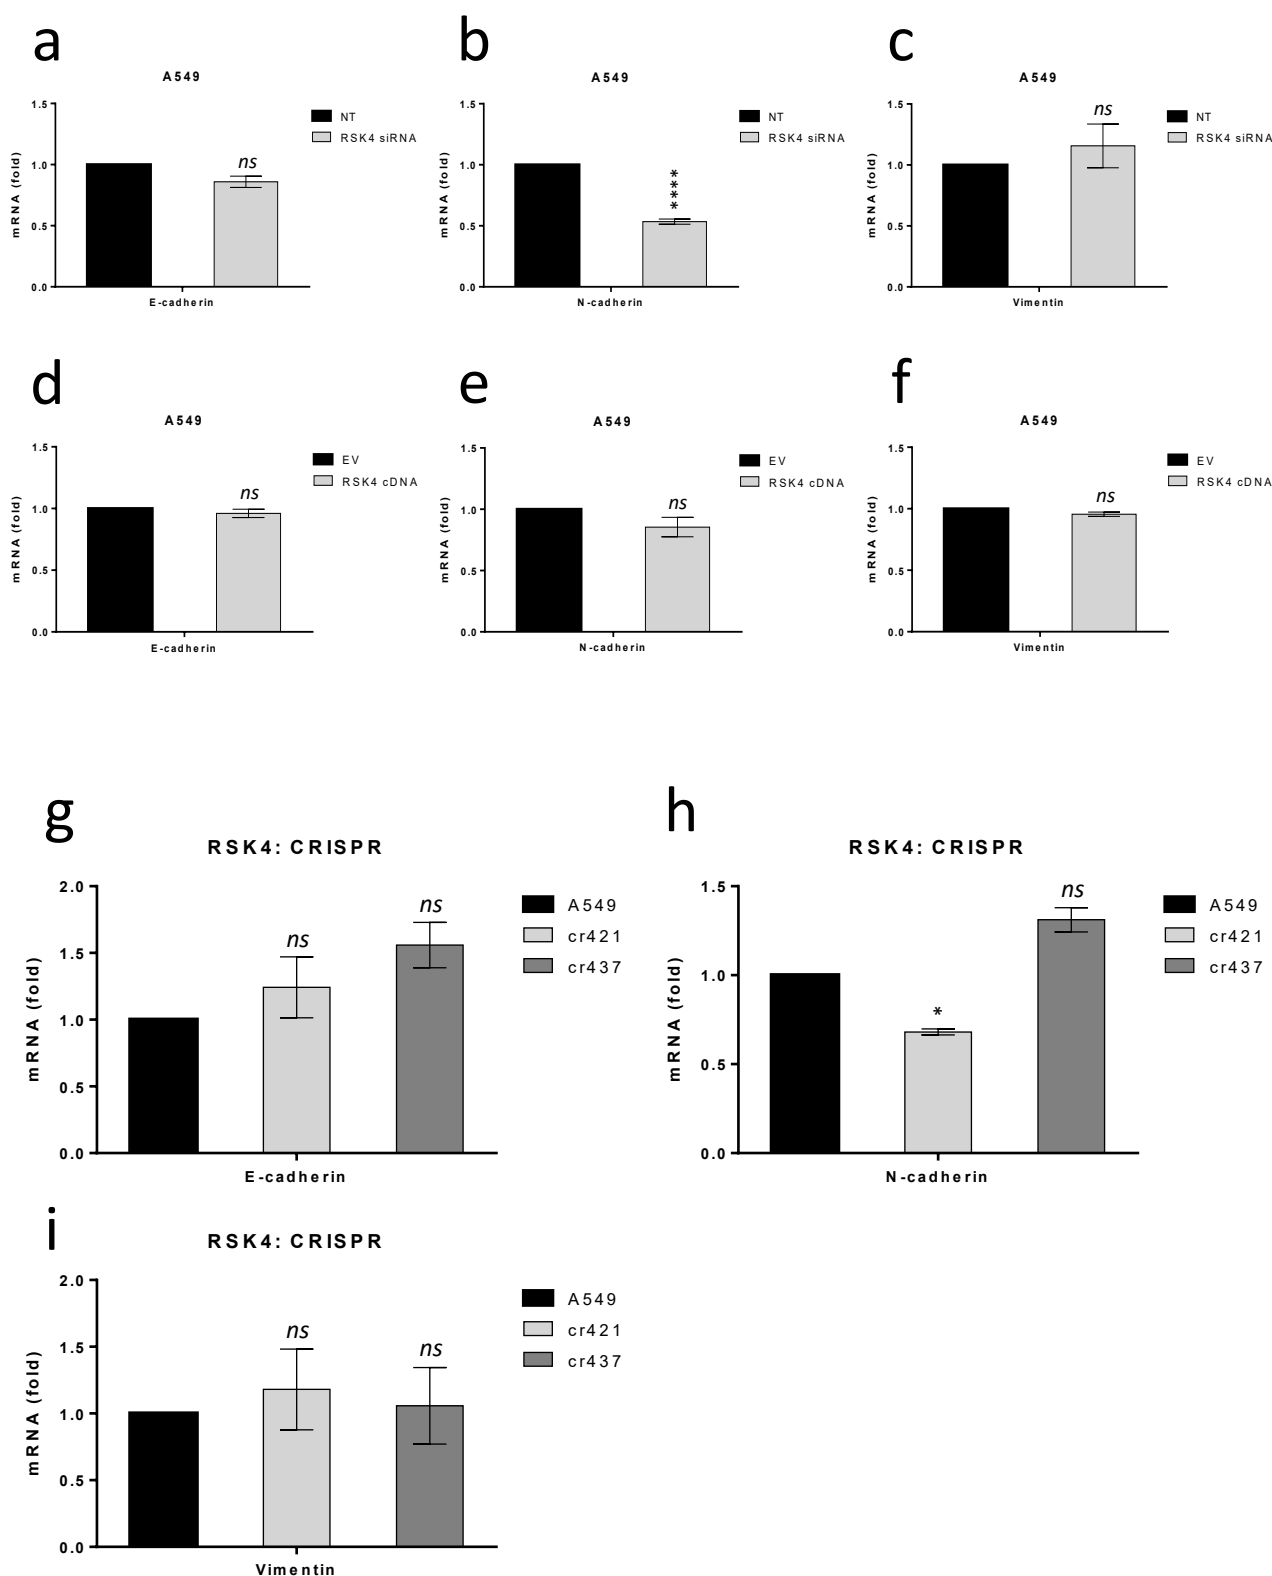 a
A549
1.5
1.0
0.5
0.0
mRNA (fold)
ns
NT
RSK4 siRNA
E-cadherin
b
A549
1.5
1.0
0.5
0.0
mRNA (fold)
****
NT
RSK4 siRNA
N-cadherin
c
A549
1.5
1.0
0.5
0.0
mRNA (fold)
ns
NT
RSK4 siRNA
Vimentin
d
A549
1.5
1.0
0.5
0.0
mRNA (fold)
ns
EV
RSK4 cDNA
E-cadherin
e
A549
1.5
1.0
0.5
0.0
mRNA (fold)
ns
EV
RSK4 cDNA
N-cadherin
f
A549
1.5
1.0
0.5
0.0
mRNA (fold)
ns
EV
RSK4 cDNA
Vimentin
g
RSK4: CRISPR
2.0
1.5
1.0
0.5
0.0
mRNA (fold)
ns
ns
A549
cr421
cr437
E-cadherin
h
RSK4: CRISPR
1.5
1.0
0.5
0.0
mRNA (fold)
*
ns
A549
cr421
cr437
N-cadherin
i
RSK4: CRISPR
2.0
1.5
1.0
0.5
0.0
mRNA (fold)
ns
ns
A549
cr421
cr437
Vimentin